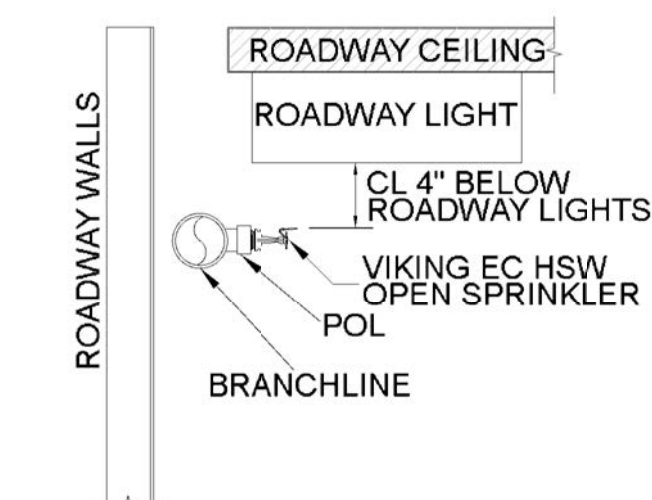 ROADWAY CEILING
ROADWAY LIGHT
ROADWAY WALLS
CL 4" BELOW
ROADWAY LIGHTS
VIKING EC HSW
OPEN SPRINKLER
POL
BRANCHLINE